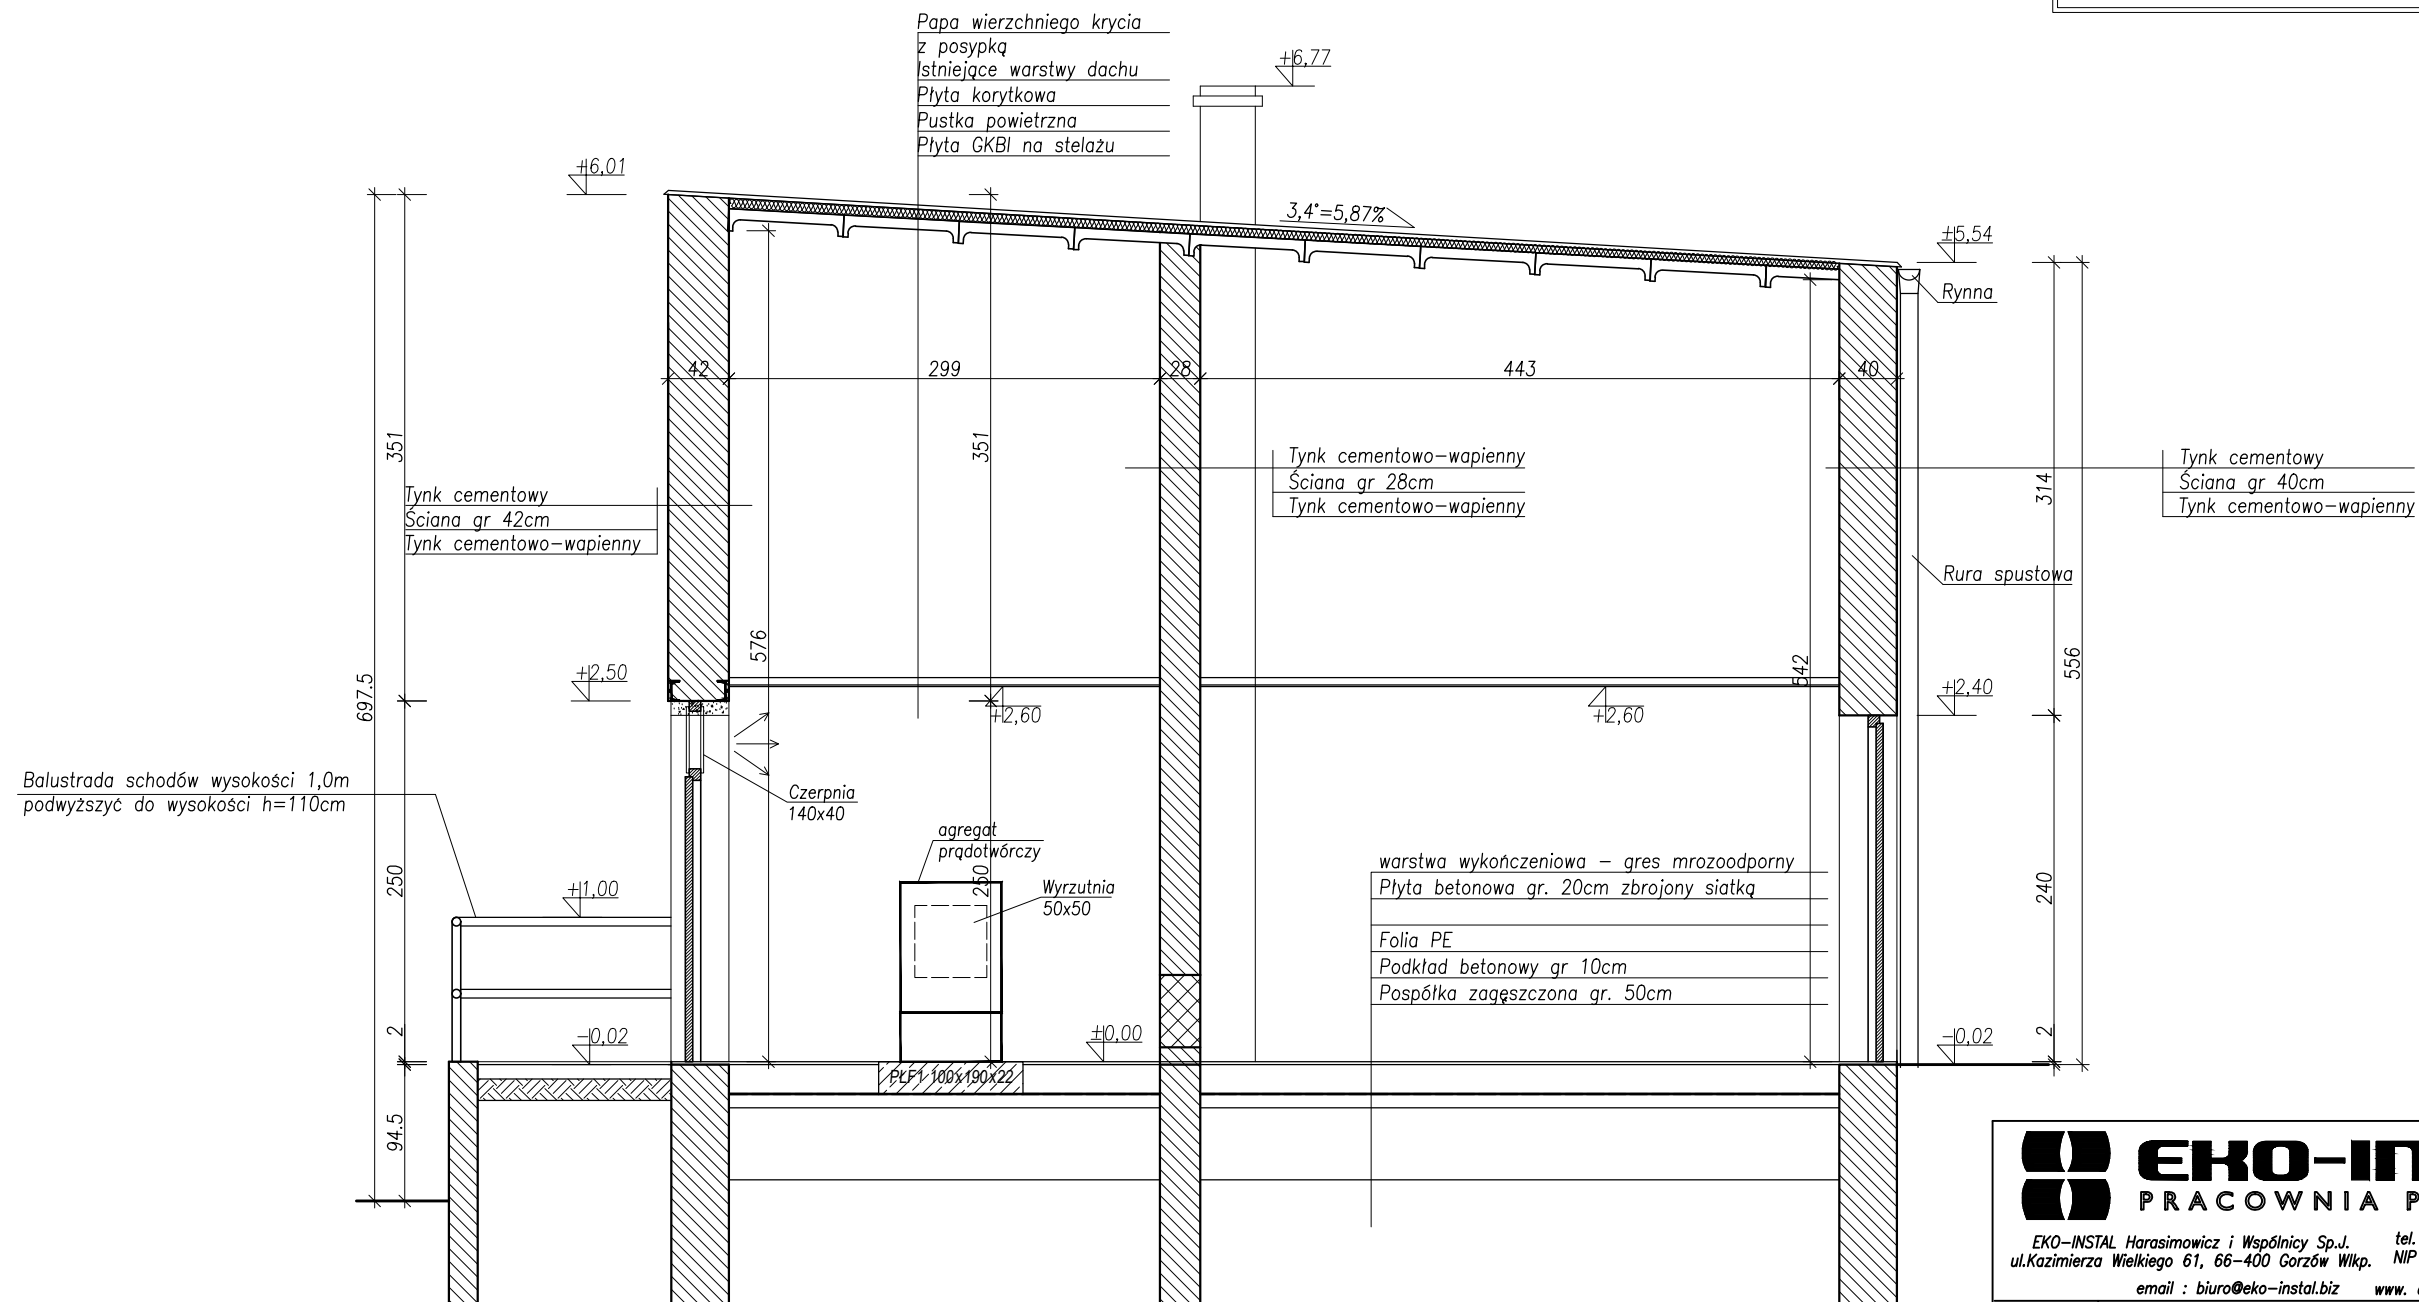 Papa wierzchniego krycia
z posypką
Istniejące warstwy dachu
Płyta korytkowa
Pustka powietrzna
Płyta GKBI na stelażu
+6,77
+6,01
3,4°=5,87%
+5,54
Rynna
42
299
28
443
40
351
351
314
Tynk cementowy
Ściana gr 42cm
Tynk cementowo-wapienny
Tynk cementowo-wapienny
Ściana gr 28cm
Tynk cementowo-wapienny
Tynk cementowy
Ściana gr 40cm
Tynk cementowo-wapienny
Rura spustowa
697.5
576
542
556
+2,50
+2,60
+2,60
+2,40
Balustrada schodów wysokości 1,0m
podwyższyć do wysokości h=110cm
Czerpnia
140x40
agregat
prądotwórczy
Wyrzutnia
50x50
250
250
240
+1,00
warstwa wykończeniowa - gres mrozoodporny
Płyta betonowa gr. 20cm zbrojony siatką
Folia PE
Podkład betonowy gr 10cm
Pospółka zagęszczona gr. 50cm
2
-0,02
±0,00
-0,02
2
PŁF1 100x190x22
94.5
EKO-IN
PRACOWNIA P
EKO-INSTAL Harasimowicz i Wspólnicy Sp.J. tel.
ul.Kazimierza Wielkiego 61, 66-400 Gorzów Wlkp. NIP
email : biuro@eko-instal.biz www.